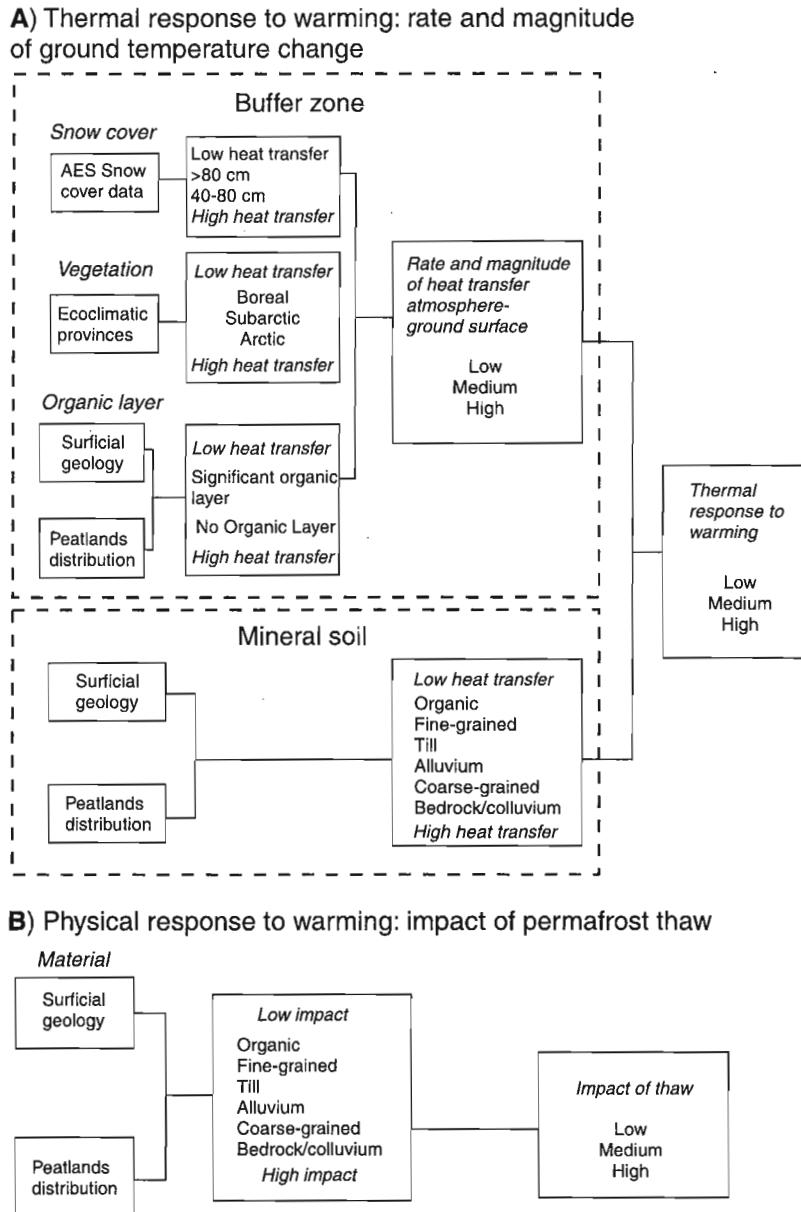 A) Thermal response to warming: rate and magnitude
of ground temperature change
Buffer zone
Snow cover
AES Snow
cover data
Low heat transfer
>80 cm
40-80 cm
High heat transfer
Vegetation
Ecoclimatic
provinces
Low heat transfer
Boreal
Subarctic
Arctic
High heat transfer
Organic layer
Surficial
geology
Peatlands
distribution
Low heat transfer
Significant organic
layer
No Organic Layer
High heat transfer
Rate and magnitude
of heat transfer
atmosphere-
ground surface
Low
Medium
High
Thermal
response to
warming
Low
Medium
High
Mineral soil
Surficial
geology
Peatlands
distribution
Low heat transfer
Organic
Fine-grained
Till
Alluvium
Coarse-grained
Bedrock/colluvium
High heat transfer
B) Physical response to warming: impact of permafrost thaw
Material
Surficial
geology
Peatlands
distribution
Low impact
Organic
Fine-grained
Till
Alluvium
Coarse-grained
Bedrock/colluvium
High impact
Impact of thaw
Low
Medium
High